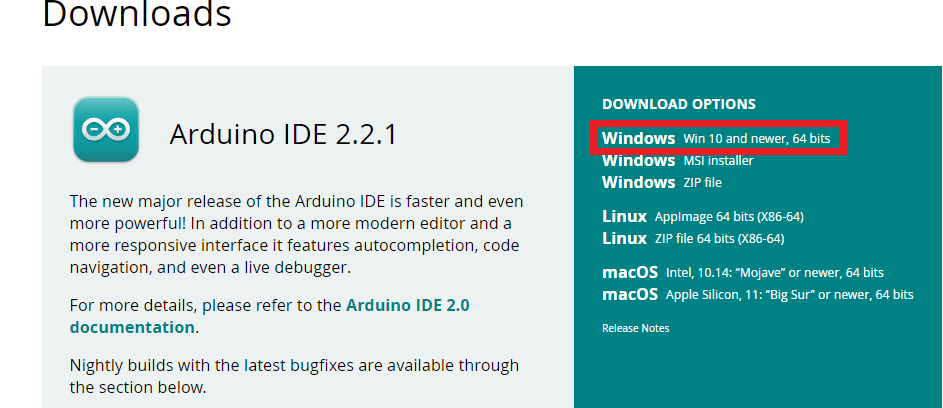 Downloads
Arduino IDE 2.2.1
The new major release of the Arduino IDE is faster and even
more powerful! In addition to a more modern editor and a
more responsive interface it features autocompletion, code
navigation, and even a live debugger.
For more details, please refer to the Arduino IDE 2.0
documentation.
Nightly builds with the latest bugfixes are available through
the section below.
DOWNLOAD OPTIONS
Windows Win 10 and newer, 64 bits
Windows MSI installer
Windows ZIP file
Linux AppImage 64 bits (X86-64)
Linux ZIP file 64 bits (X86-64)
macOS Intel, 10.14: “Mojave” or newer, 64 bits
macOS Apple Silicon, 11: “Big Sur” or newer, 64 bits
Release Notes